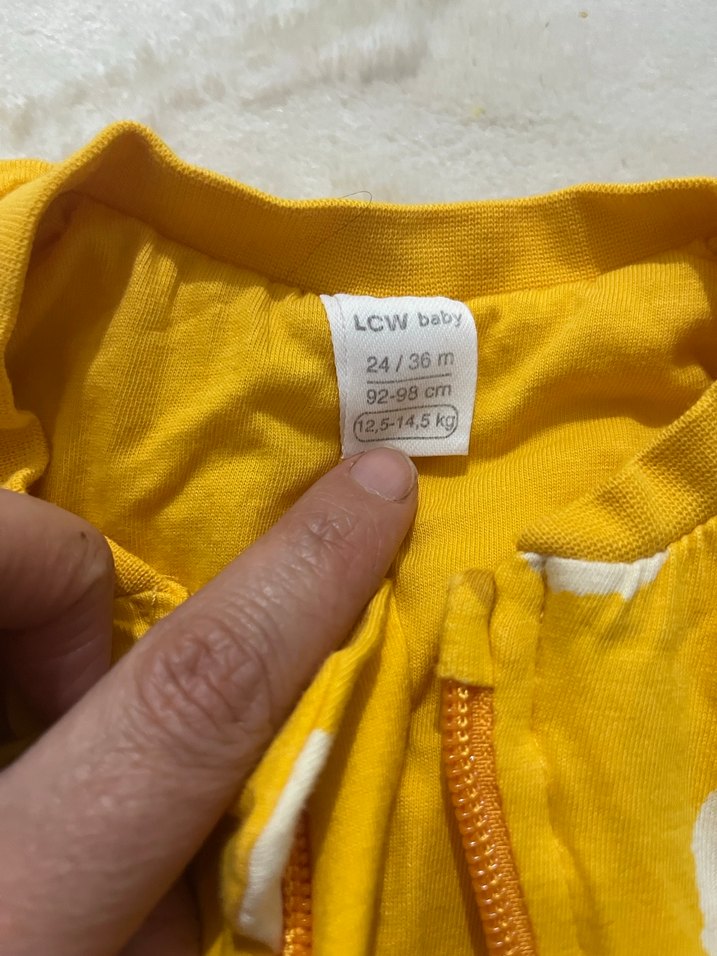 LCW baby
24 / 36 m
92-98 cm
12,5-14,5 kg